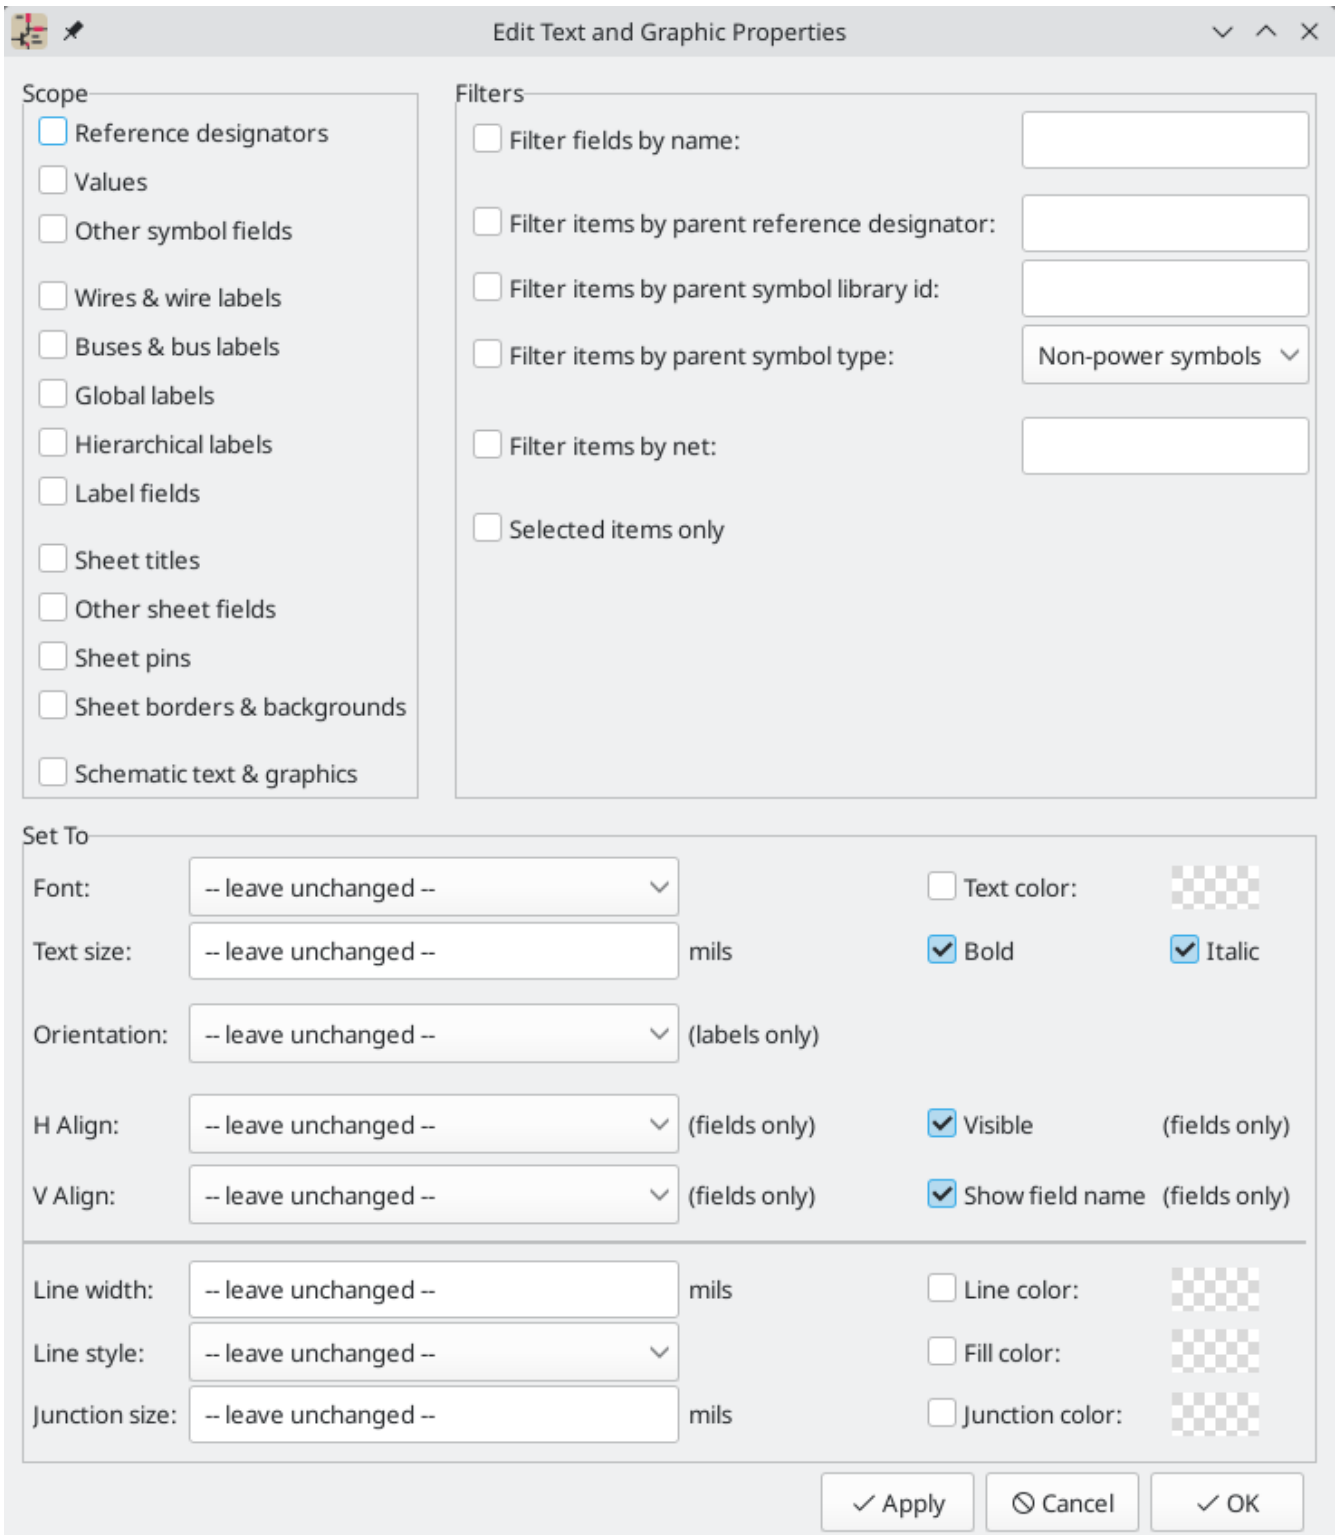 Edit Text and Graphic Properties
Scope
Reference designators
Values
Other symbol fields
Wires & wire labels
Buses & bus labels
Global labels
Hierarchical labels
Label fields
Sheet titles
Other sheet fields
Sheet pins
Sheet borders & backgrounds
Schematic text & graphics
Filters
Filter fields by name:
Filter items by parent reference designator:
Filter items by parent symbol library id:
Filter items by parent symbol type: Non-power symbols
Filter items by net:
Selected items only
Set To
Font: -- leave unchanged -- Text color:
Text size: -- leave unchanged -- mils Bold Italic
Orientation: -- leave unchanged -- (labels only)
H Align: -- leave unchanged -- (fields only) Visible (fields only)
V Align: -- leave unchanged -- (fields only) Show field name (fields only)
Line width: -- leave unchanged -- mils Line color:
Line style: -- leave unchanged -- Fill color:
Junction size: -- leave unchanged -- mils Junction color:
Apply Cancel OK